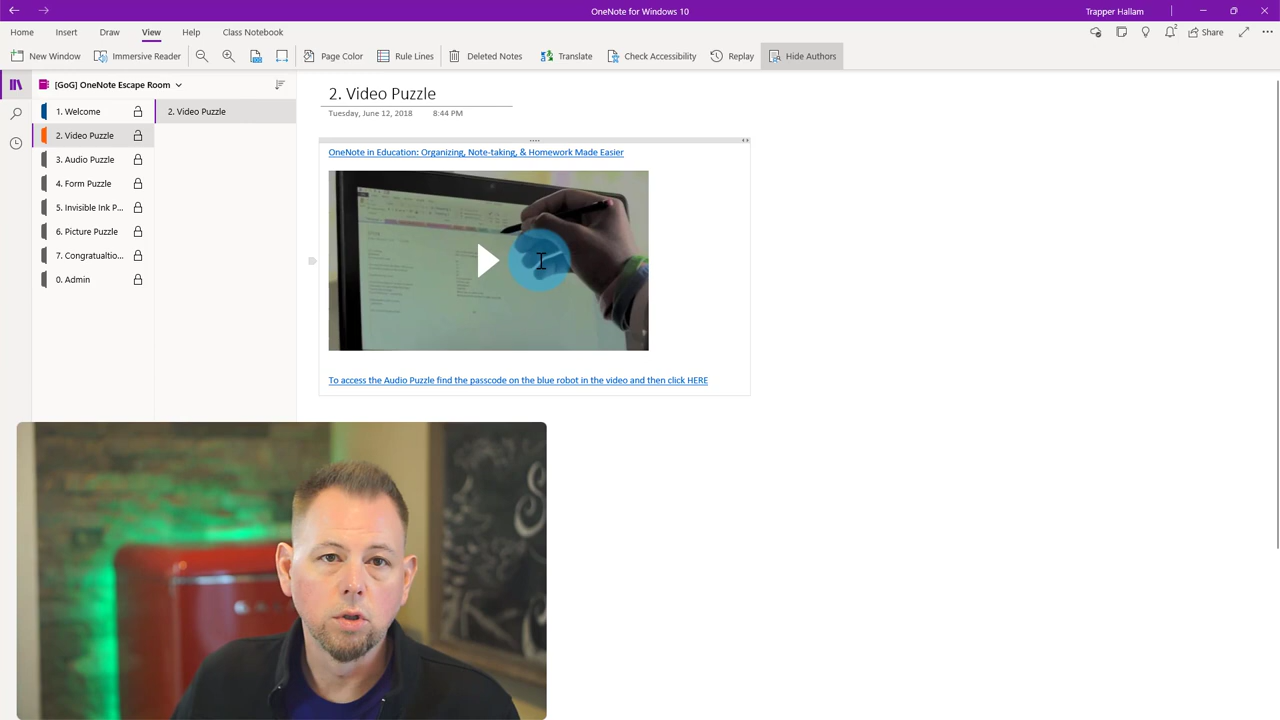 OneNote for Windows 10
Trapper Hallam
Home Insert Draw View Help Class Notebook
2 Share
New Window Immersive Reader Page Color Rule Lines Deleted Notes Translate Check Accessibility Replay Hide Authors
[GoG] OneNote Escape Room
1. Welcome
2. Video Puzzle
3. Audio Puzzle
4. Form Puzzle
5. Invisible Ink P...
6. Picture Puzzle
7. Congratualtio...
0. Admin
2. Video Puzzle
2. Video Puzzle
Tuesday, June 12, 2018 8:44 PM
OneNote in Education: Organizing, Note-taking, & Homework Made Easier
To access the Audio Puzzle find the passcode on the blue robot in the video and then click HERE